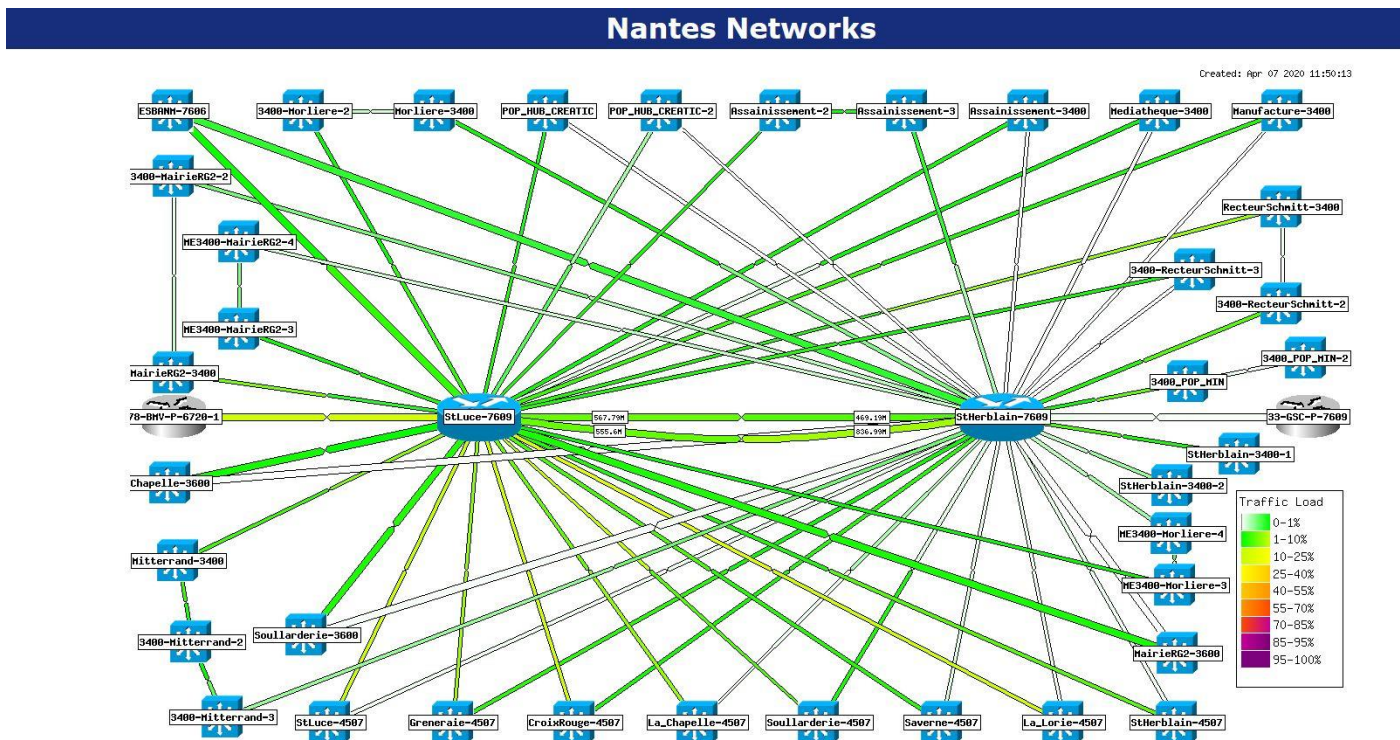 Nantes Networks
Created: Apr 07 2020 11:50:13
ESBANM-7606
3400-Morliere-2
Morliere-3400
POP_HUB_CREATIC
POP_HUB_CREATIC-2
Assainissement-2
Assainissement-3
Assainissement-3400
Mediatheque-3400
Manufacture-3400
3400-MairieRG2-2
RecteurSchmitt-3400
ME3400-MairieRG2-4
3400-RecteurSchmitt-3
3400-RecteurSchmitt-2
ME3400-MairieRG2-3
3400_POP_MIN-2
MairieRG2-3400
3400_POP_MIN
78-BMV-P-6720-1
StLuce-7609
567.79M
469.19M
StHerblain-7609
33-GSC-P-7609
555.6M
836.99M
StHerblain-3400-1
Chapelle-3600
StHerblain-3400-2
Traffic Load
0-1%
1-10%
10-25%
25-40%
40-55%
55-70%
70-85%
85-95%
95-100%
ME3400-Morliere-4
Mitterrand-3400
ME3400-Morliere-3
3400-Mitterrand-2
Soullarderie-3600
MairieRG2-3600
3400-Mitterrand-3
StLuce-4507
Greneraie-4507
CroixRouge-4507
La_Chapelle-4507
Soullarderie-4507
Saverne-4507
La_Lorie-4507
StHerblain-4507